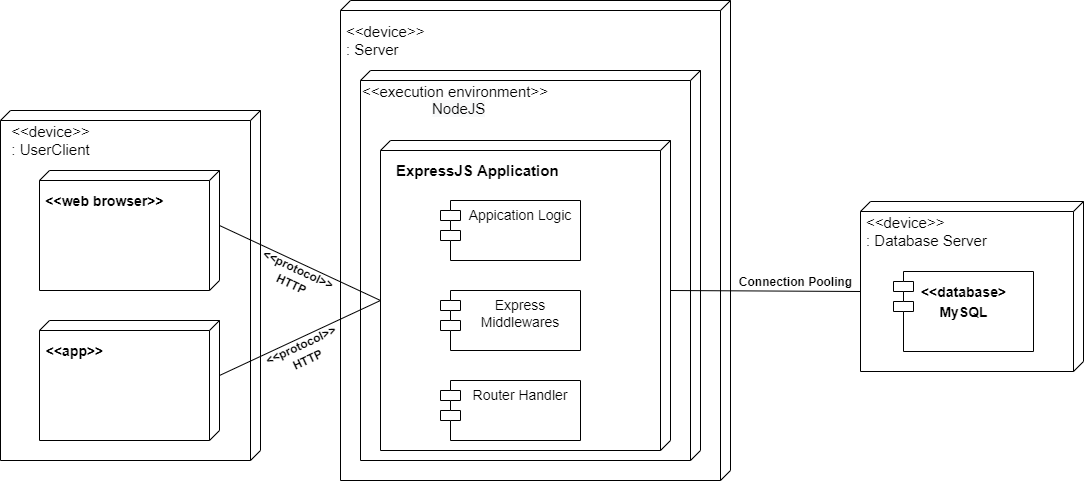 <<device>>
: UserClient
<<web browser>>
<<app>>
<<protocol>>
HTTP
<<protocol>>
HTTP
<<device>>
: Server
<<execution environment>>
NodeJS
ExpressJS Application
Appication Logic
Express
Middlewares
Router Handler
Connection Pooling
<<device>>
: Database Server
<<database>
MySQL